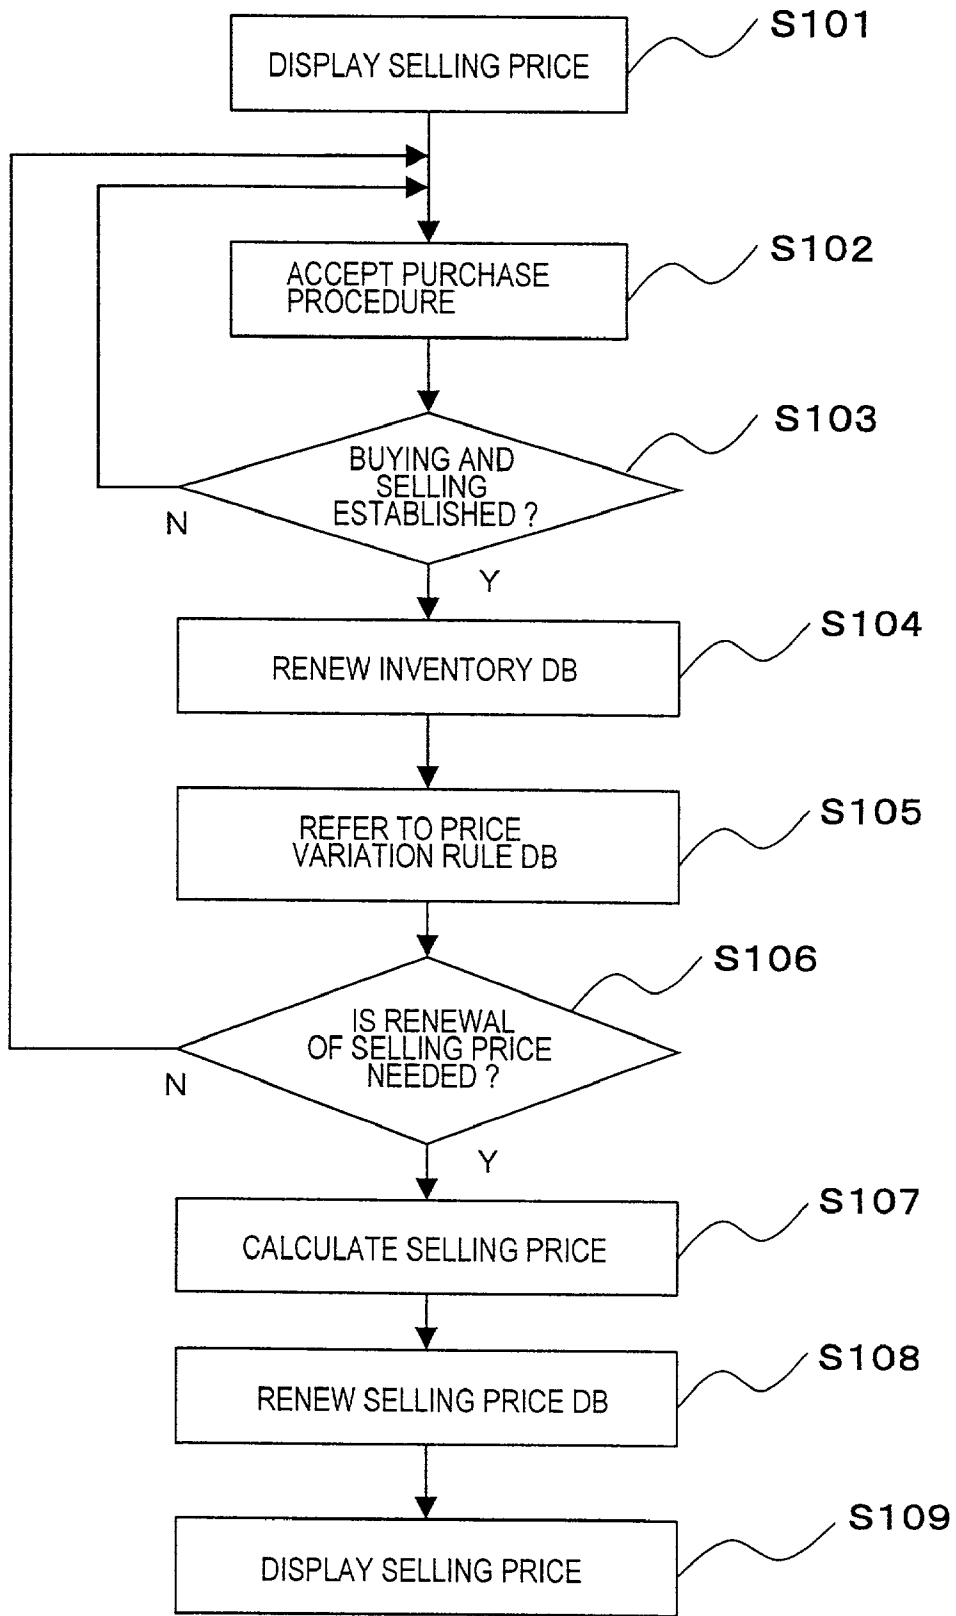 S101
DISPLAY SELLING PRICE
S102
ACCEPT PURCHASE
PROCEDURE
S103
BUYING AND
SELLING
ESTABLISHED ?
N
Y
S104
RENEW INVENTORY DB
S105
REFER TO PRICE
VARIATION RULE DB
S106
IS RENEWAL
OF SELLING PRICE
NEEDED ?
N
Y
S107
CALCULATE SELLING PRICE
S108
RENEW SELLING PRICE DB
S109
DISPLAY SELLING PRICE